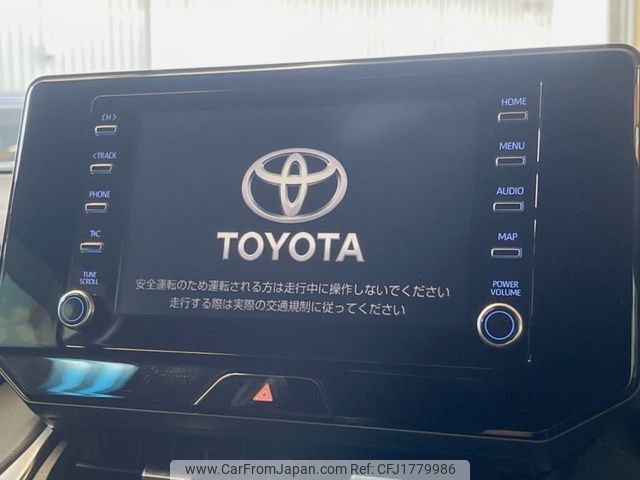 CH >
< TRACK
PHONE
T<C
TUNE
SCROLL
TOYOTA
安全運転のため運転される方は走行中に操作しないでください
走行する際は実際の交通規制に従ってください
HOME
MENU
AUDIO
MAP
POWER
VOLUME
www.CarFromJapan.com Ref:CFJ1779986